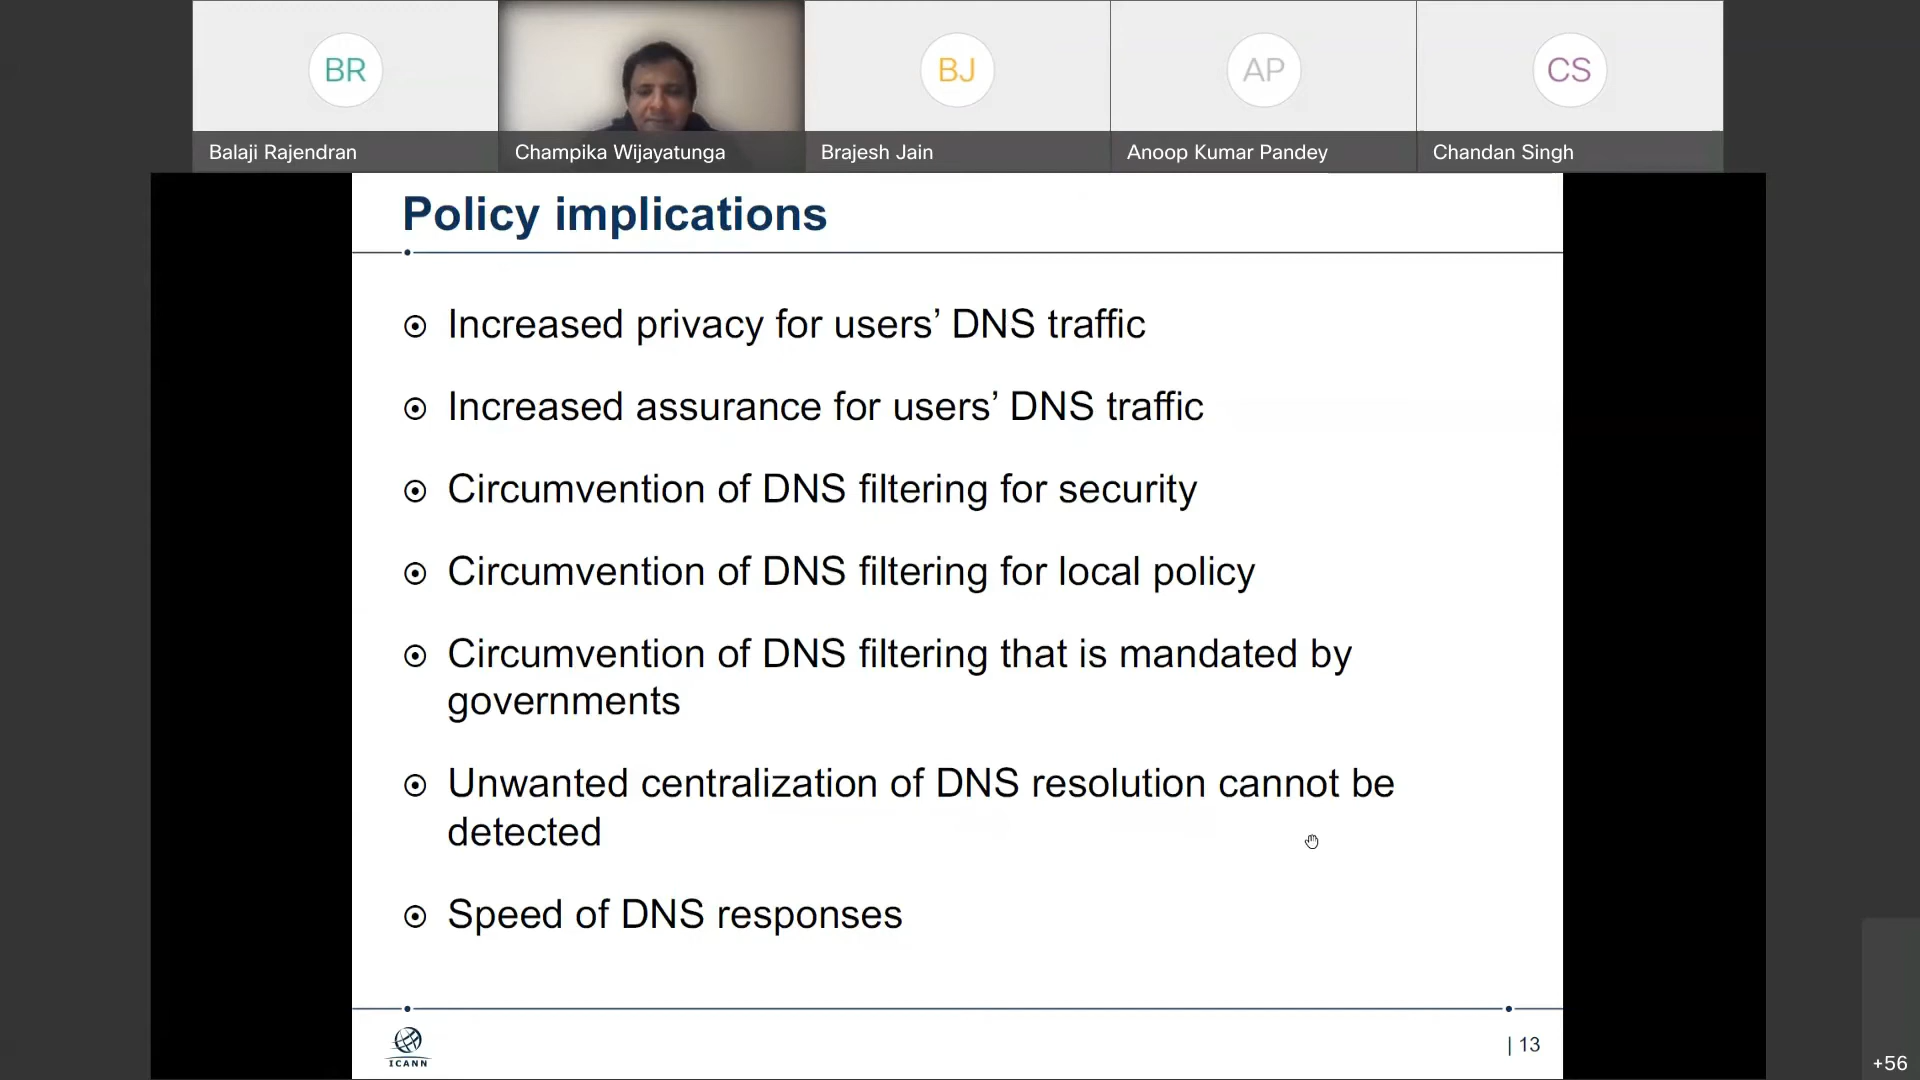 BR
BJ
AP
CS
Balaji Rajendran
Champika Wijayatunga
Brajesh Jain
Anoop Kumar Pandey
Chandan Singh
Policy implications
Increased privacy for users’ DNS traffic
Increased assurance for users’ DNS traffic
Circumvention of DNS filtering for security
Circumvention of DNS filtering for local policy
Circumvention of DNS filtering that is mandated by
governments
Unwanted centralization of DNS resolution cannot be
detected
Speed of DNS responses
ICANN
| 13
+56